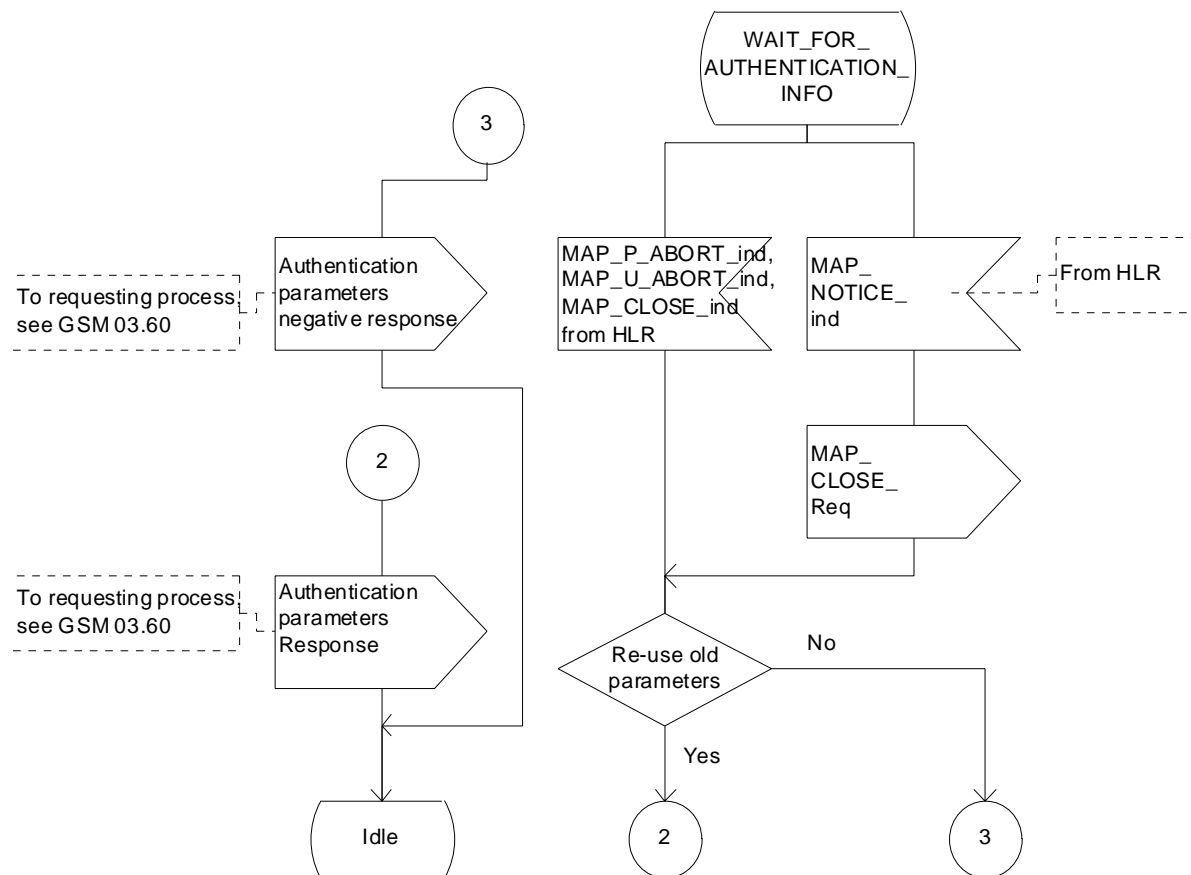 WAIT_FOR_
AUTHENTICATION_
INFO
3
MAP_P_ABORT_ind,
MAP_U_ABORT_ind,
MAP_CLOSE_ind
from HLR
MAP_
NOTICE_
ind
From HLR
Authentication
parameters
negative response
To requesting process,
see GSM 03.60
2
MAP_
CLOSE_
Req
Authentication
parameters
Response
To requesting process,
see GSM 03.60
Re-use old
parameters
No
Yes
Idle
2
3